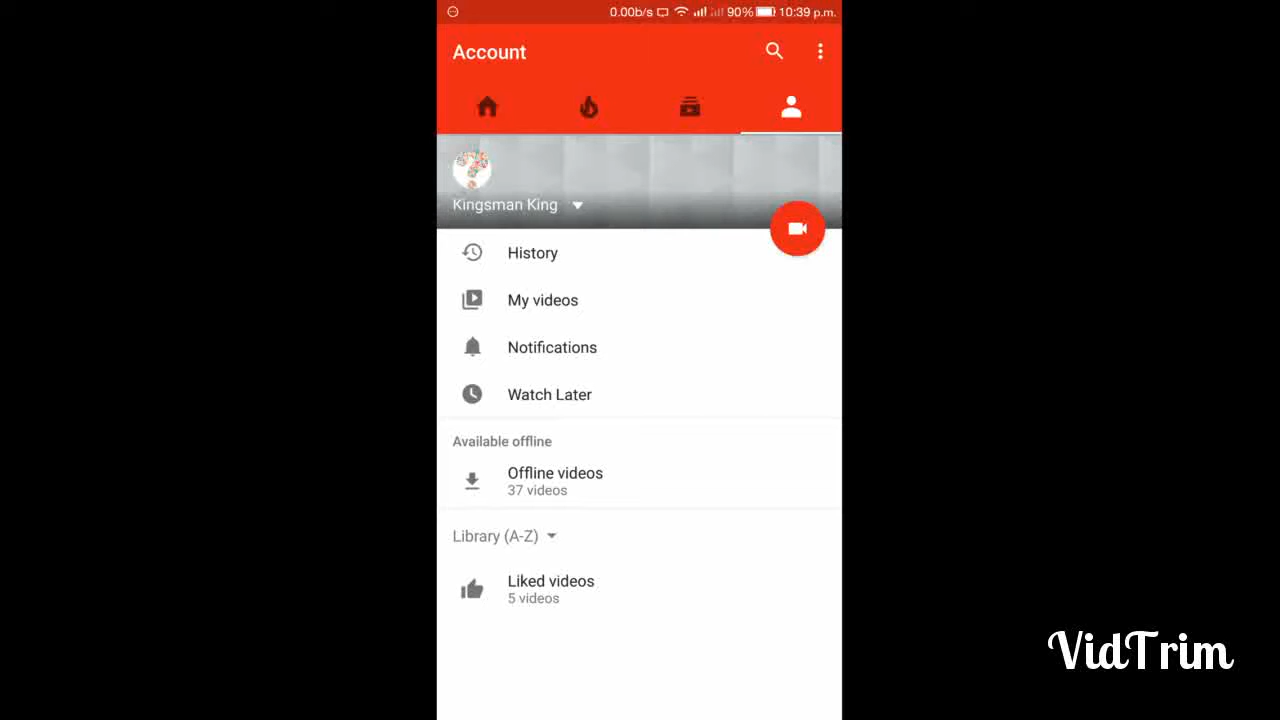 0.00b/s 90% 10:39 p.m.
Account
Kingsman King
History
My videos
Notifications
Watch Later
Available offline
Offline videos
37 videos
Library (A-Z)
Liked videos
5 videos
VidTrim